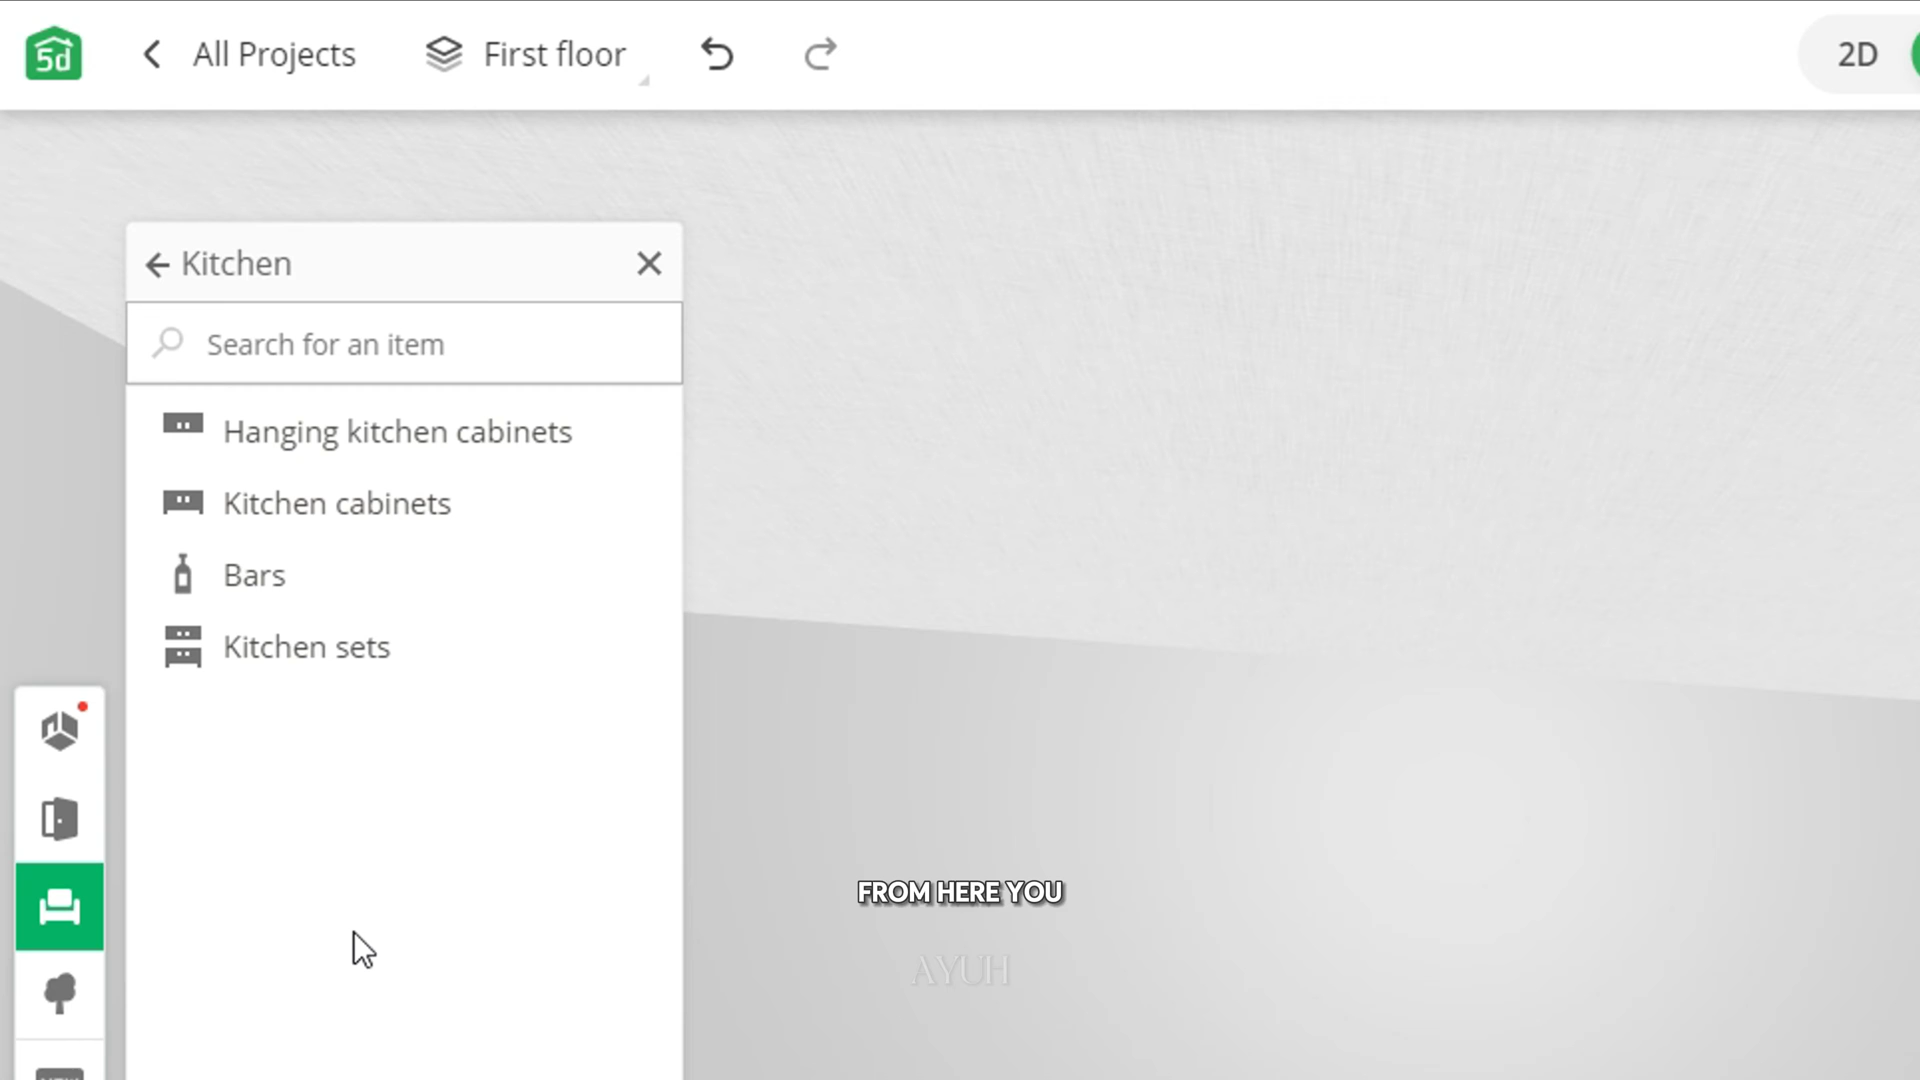 5d
All Projects
First floor
2D
Kitchen
Search for an item
Hanging kitchen cabinets
Kitchen cabinets
Bars
Kitchen sets
FROM HERE YOU
AYUH